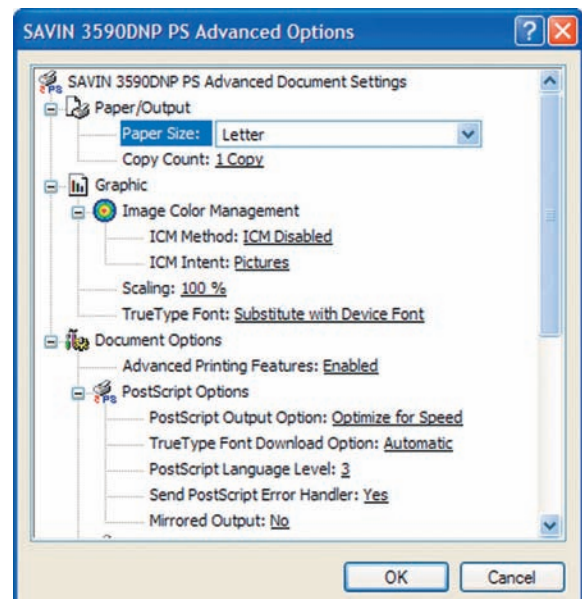 SAVIN 3590DNP PS Advanced Options
SAVIN 3590DNP PS Advanced Document Settings
Paper/Output
Paper Size: Letter
Copy Count: 1 Copy
Graphic
Image Color Management
ICM Method: ICM Disabled
ICM Intent: Pictures
Scaling: 100 %
TrueType Font: Substitute with Device Font
Document Options
Advanced Printing Features: Enabled
PostScript Options
PostScript Output Option: Optimize for Speed
TrueType Font Download Option: Automatic
PostScript Language Level: 3
Send PostScript Error Handler: Yes
Mirrored Output: No
OK Cancel